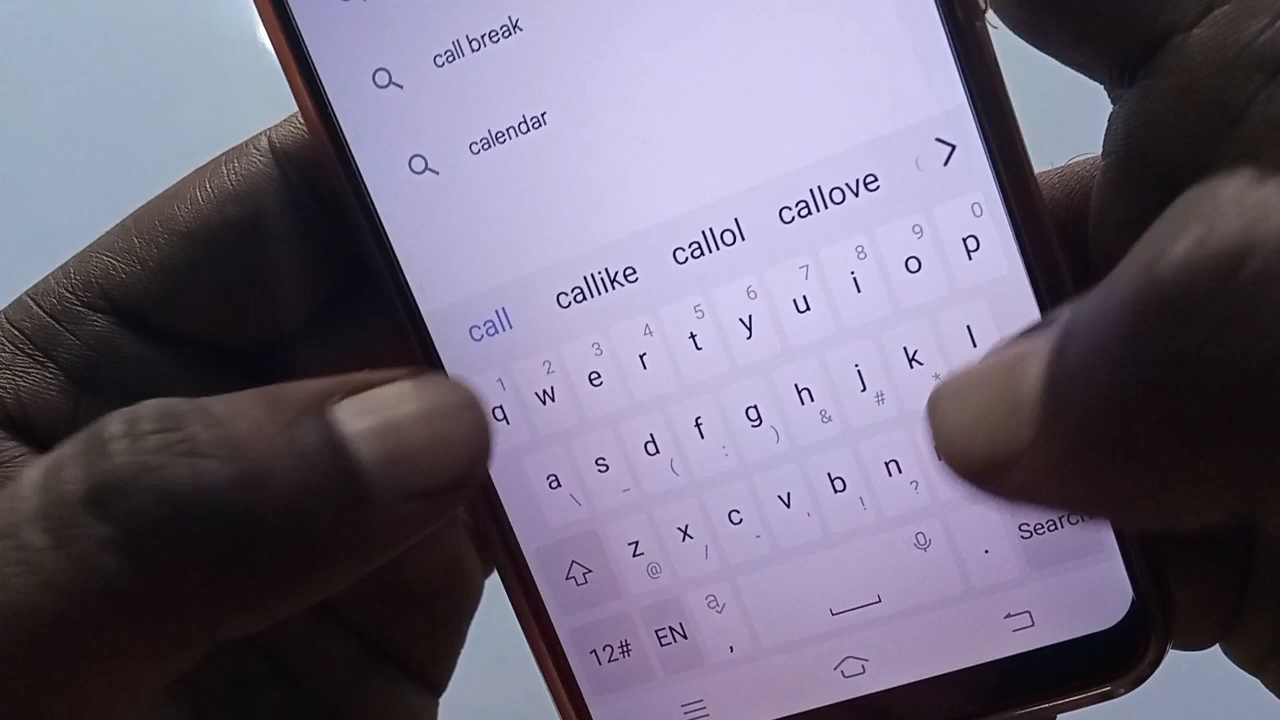 call break
calendar
call callike callol callove
1 2 3 4 5 6 7 8 9 0
q w e r t y u i o p
a s d f g h j k l
\ _ ( : ) & # *
z x c v b n
@ / - ' ! ?
12# EN , . Search